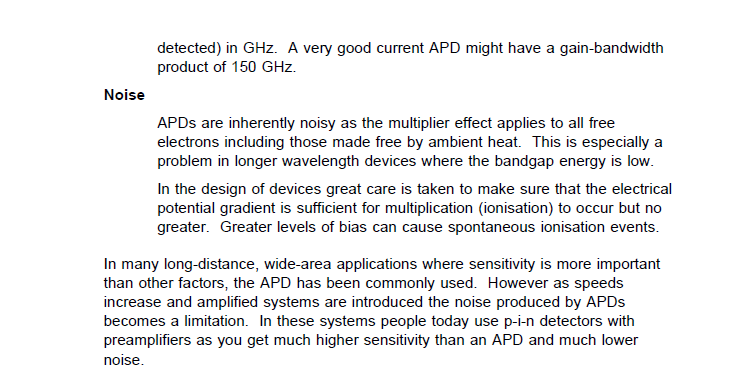 detected) in GHz.  A very good current APD might have a gain-bandwidth
product of 150 GHz.
Noise
APDs are inherently noisy as the multiplier effect applies to all free
electrons including those made free by ambient heat.  This is especially a
problem in longer wavelength devices where the bandgap energy is low.
In the design of devices great care is taken to make sure that the electrical
potential gradient is sufficient for multiplication (ionisation) to occur but no
greater.  Greater levels of bias can cause spontaneous ionisation events.
In many long-distance, wide-area applications where sensitivity is more important
than other factors, the APD has been commonly used.  However as speeds
increase and amplified systems are introduced the noise produced by APDs
becomes a limitation.  In these systems people today use p-i-n detectors with
preamplifiers as you get much higher sensitivity than an APD and much lower
noise.